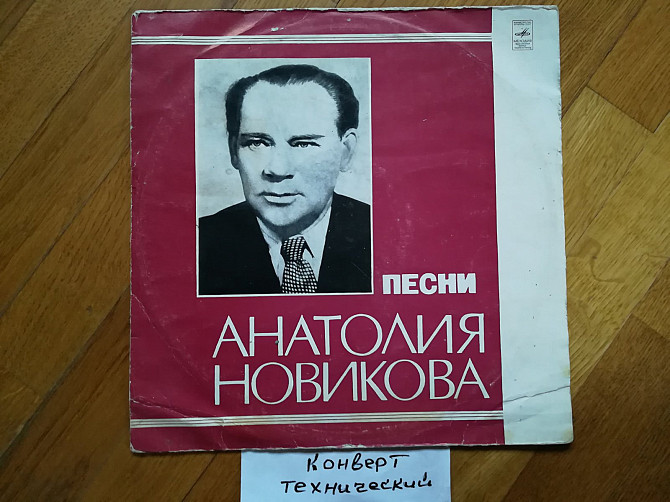 ПЕСНИ
АНАТОЛИЯ
НОВИКОВА
Конверт
технический